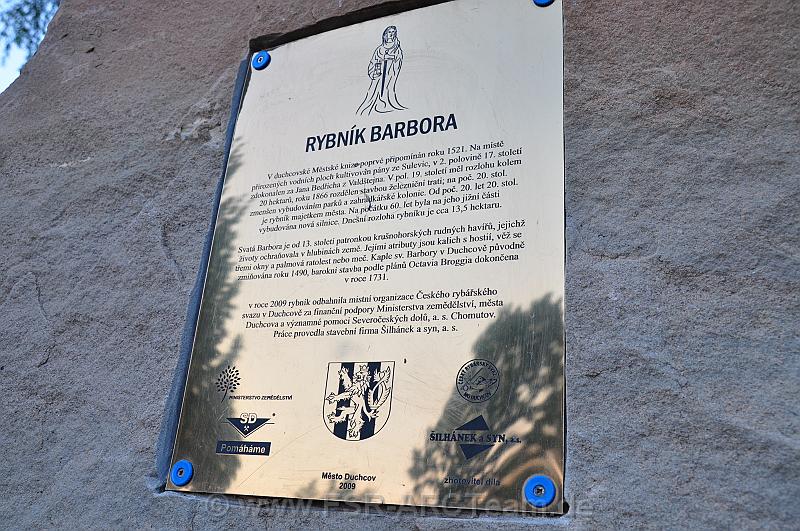 RYBNÍK BARBORA
V duchcovské Městské knize poprvé připomínán roku 1521. Na místě
přirozených vodních ploch kultivován pány ze Sulevic, v 2. polovině 17. století
zdokonalen za Jana Bedřicha z Valdštejna. V pol. 19. století měl rozlohu kolem
20 hektarů, roku 1866 rozdělen stavbou železniční trati; na poč. 20. stol.
zmenšen vybudováním parků a zahrádkářské kolonie. Od poč. 20. let 20. stol.
je rybník majetkem města. Na počátku 60. let byla na jeho jižní části
vybudována nová silnice. Dnešní rozloha rybníku je cca 13,5 hektaru.
Svatá Barbora je od 13. století patronkou krušnohorských rudných havířů, jejichž
životy ochraňovala v hlubinách země. Jejími atributy jsou kalich s hostií, věž se
třemi okny a palmová ratolest nebo meč. Kaple sv. Barbory v Duchcově původně
zmiňována roku 1490, barokní stavba podle plánů Octavia Broggia dokončena
v roce 1731.
v roce 2009 rybník odbahnila místní organizace Českého rybářského
svazu v Duchcově za finanční podpory Ministerstva zemědělství, města
Duchcova a významné pomoci Severočeských dolů, a. s. Chomutov.
Práce provedla stavební firma Šilhánek a syn, a. s.
MINISTERSTVO ZEMĚDĚLSTVÍ
SD
Pomáháme
Město Duchcov
2009
ČESKÝ RYBÁŘSKÝ
MO DUCHCOV
ŠILHÁNEK a SYN, a.s.
zhotovitel díla
© www.FSR-ARCTeam.de